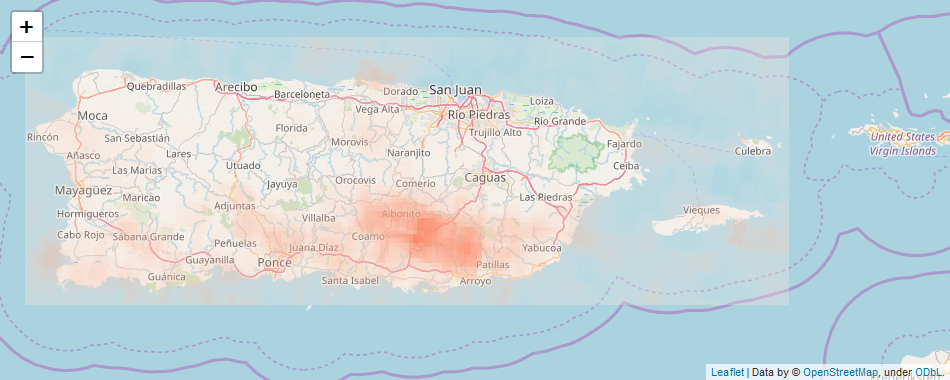 +
−
Quebradillas
Arecibo
Barceloneta
Dorado
San Juan
Loiza
Moca
Vega Alta
Río Piedras
Río Grande
Rincón
San Sebastián
Florida
Morovis
Trujillo Alto
Fajardo
Culebra
United States
Virgin Islands
Añasco
Lares
Naranjito
Utuado
Ceiba
Las Marías
Caguas
Mayagüez
Jayuya
Orocovis
Comerío
Maricao
Las Piedras
Hormigueros
Adjuntas
Villalba
Aibonito
Vieques
Cabo Rojo
Sabana Grande
Peñuelas
Juana Díaz
Coamo
Yabucoa
Guayanilla
Ponce
Patillas
Guánica
Santa Isabel
Arroyo
Leaflet | Data by © OpenStreetMap, under ODbL.